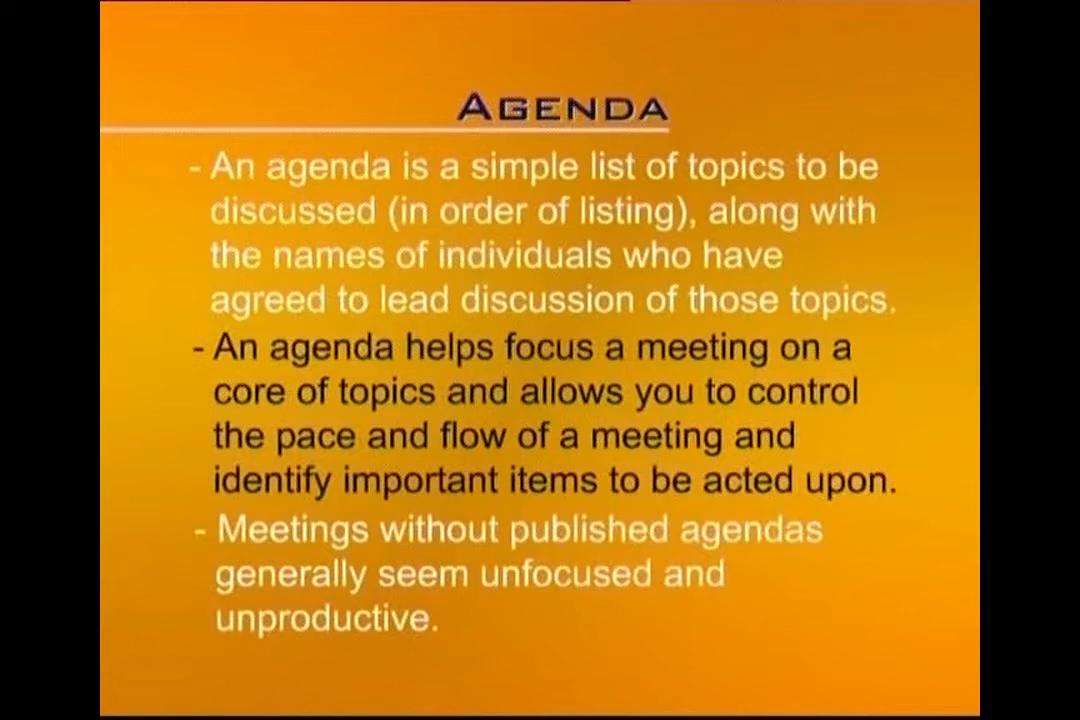 AGENDA
- An agenda is a simple list of topics to be
discussed (in order of listing), along with
the names of individuals who have
agreed to lead discussion of those topics.
- An agenda helps focus a meeting on a
core of topics and allows you to control
the pace and flow of a meeting and
identify important items to be acted upon.
- Meetings without published agendas
generally seem unfocused and
unproductive.